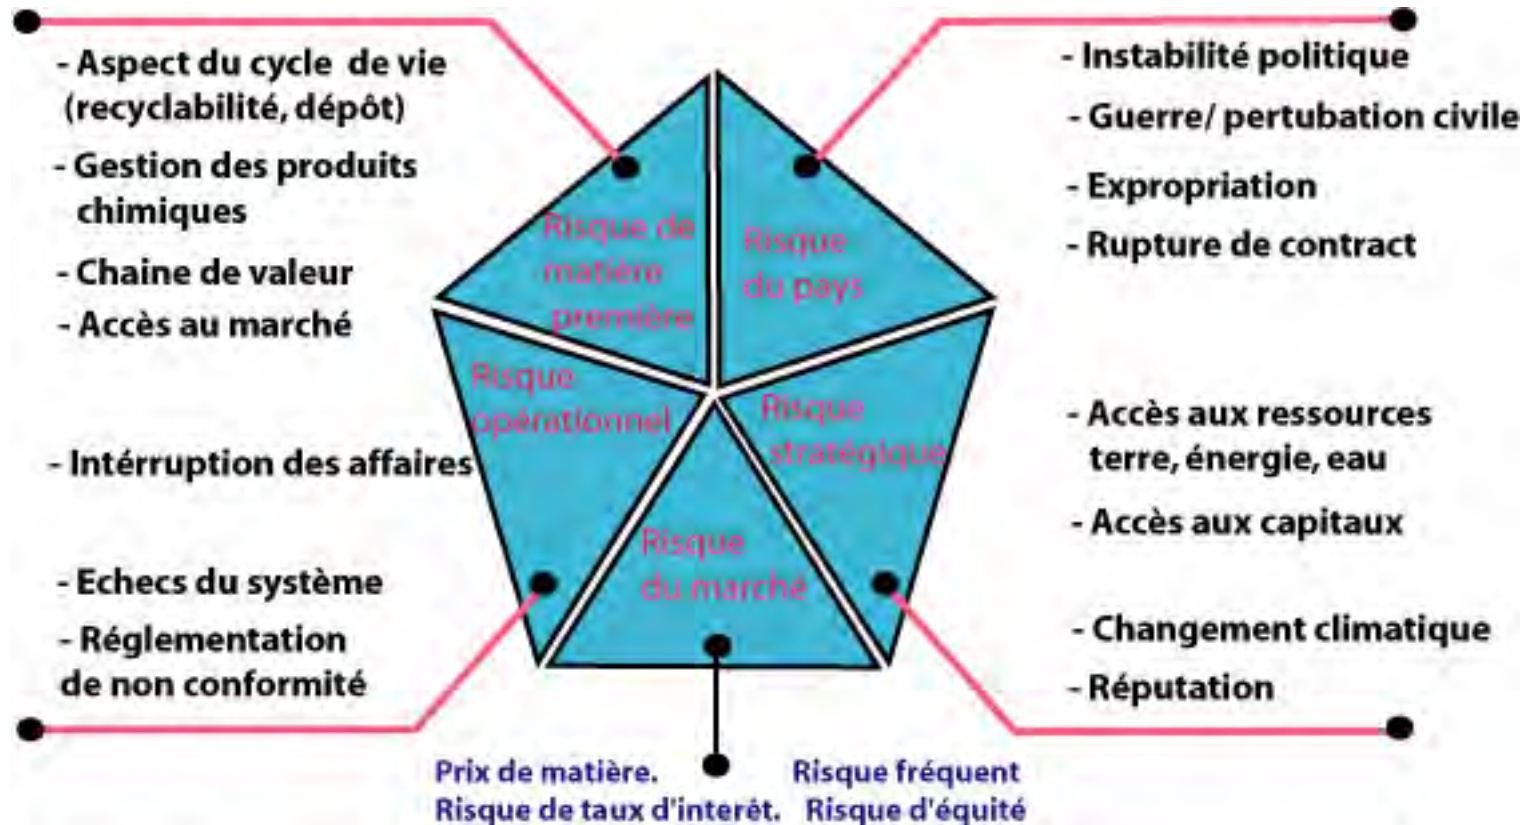 - Aspect du cycle de vie
(recyclabilité, dépôt)
- Gestion des produits
chimiques
- Chaine de valeur
- Accès au marché
- Instabilité politique
- Guerre/ pertubation civile
- Expropriation
- Rupture de contract
Risque de
matière
première
Risque
du pays
Risque
opérationnel
Risque
stratégique
Risque
du marché
- Intérruption des affaires
- Echecs du système
- Réglementation
de non conformité
- Accès aux ressources
terre, énergie, eau
- Accès aux capitaux
- Changement climatique
- Réputation
Prix de matière.
Risque de taux d'interêt.
Risque fréquent
Risque d'équité